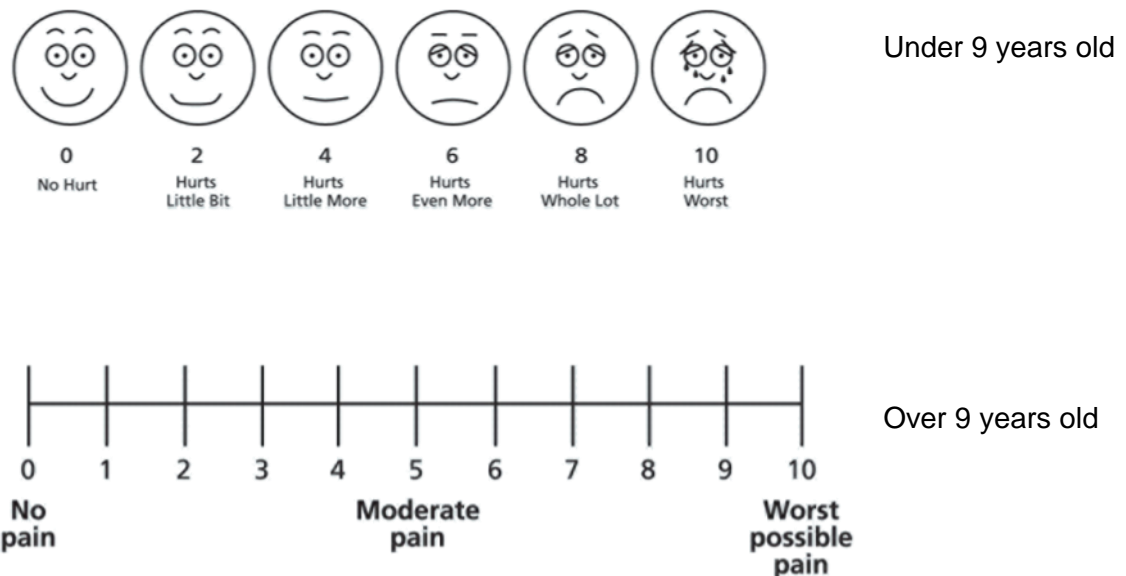 Under 9 years old
0 2 4 6 8 10
No Hurt Hurts Hurts Hurts Hurts Hurts
Little Bit Little More Even More Whole Lot Worst
Over 9 years old
0 1 2 3 4 5 6 7 8 9 10
No Moderate Worst
pain pain possible
pain